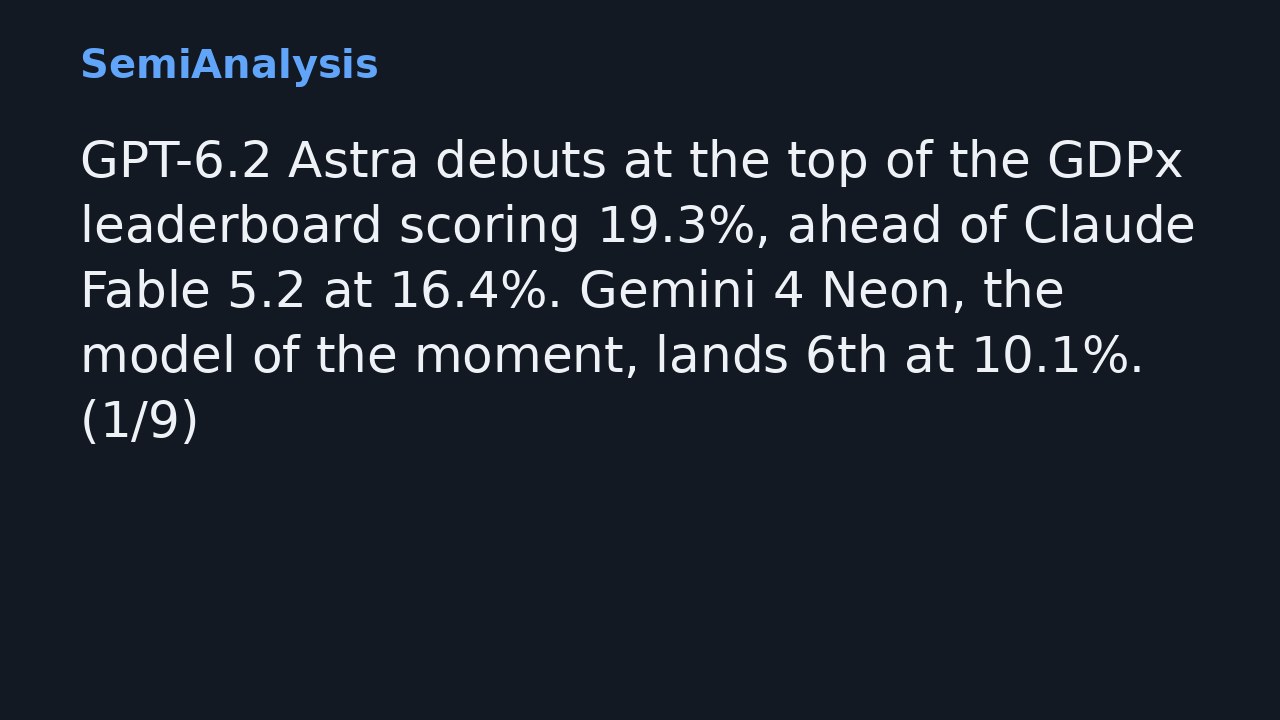 SemiAnalysis
GPT-6.2 Astra debuts at the top of the GDPx
leaderboard scoring 19.3%, ahead of Claude
Fable 5.2 at 16.4%. Gemini 4 Neon, the
model of the moment, lands 6th at 10.1%.
(1/9)